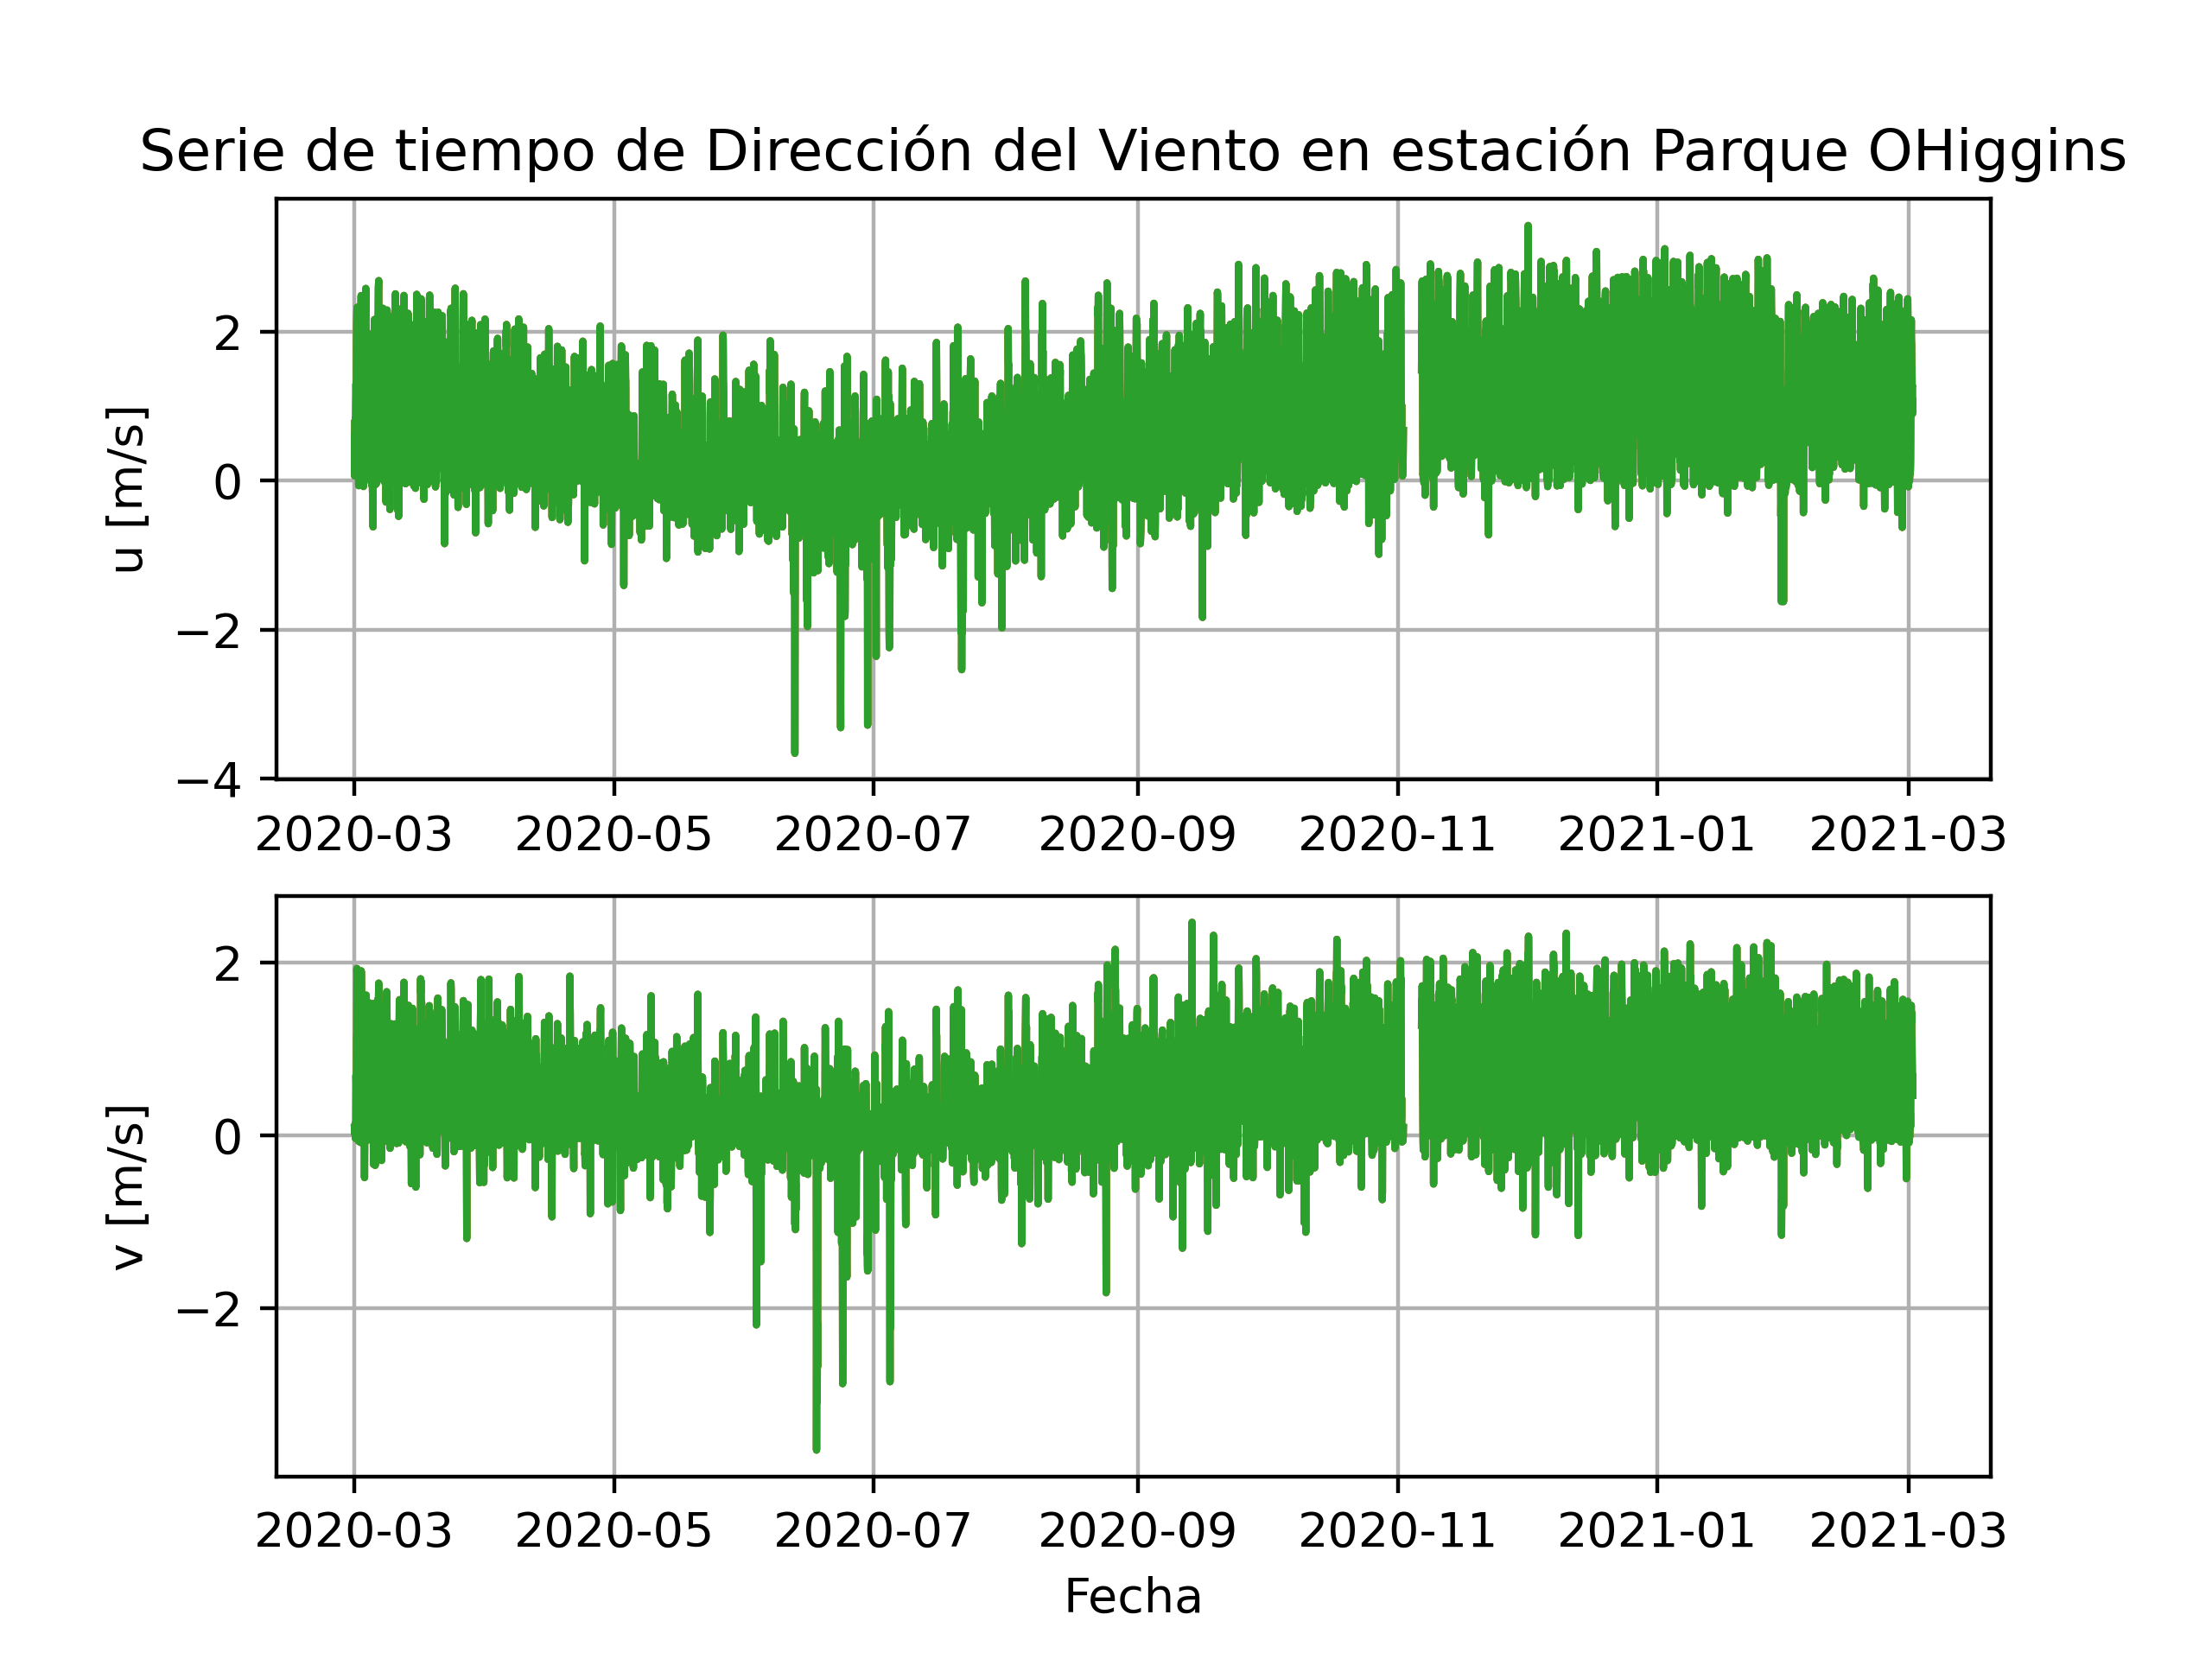 Serie de tiempo de Dirección del Viento en estación Parque OHiggins
u [m/s]
2
0
−2
−4
2020-03 2020-05 2020-07 2020-09 2020-11 2021-01 2021-03
v [m/s]
2
0
−2
2020-03 2020-05 2020-07 2020-09 2020-11 2021-01 2021-03
Fecha